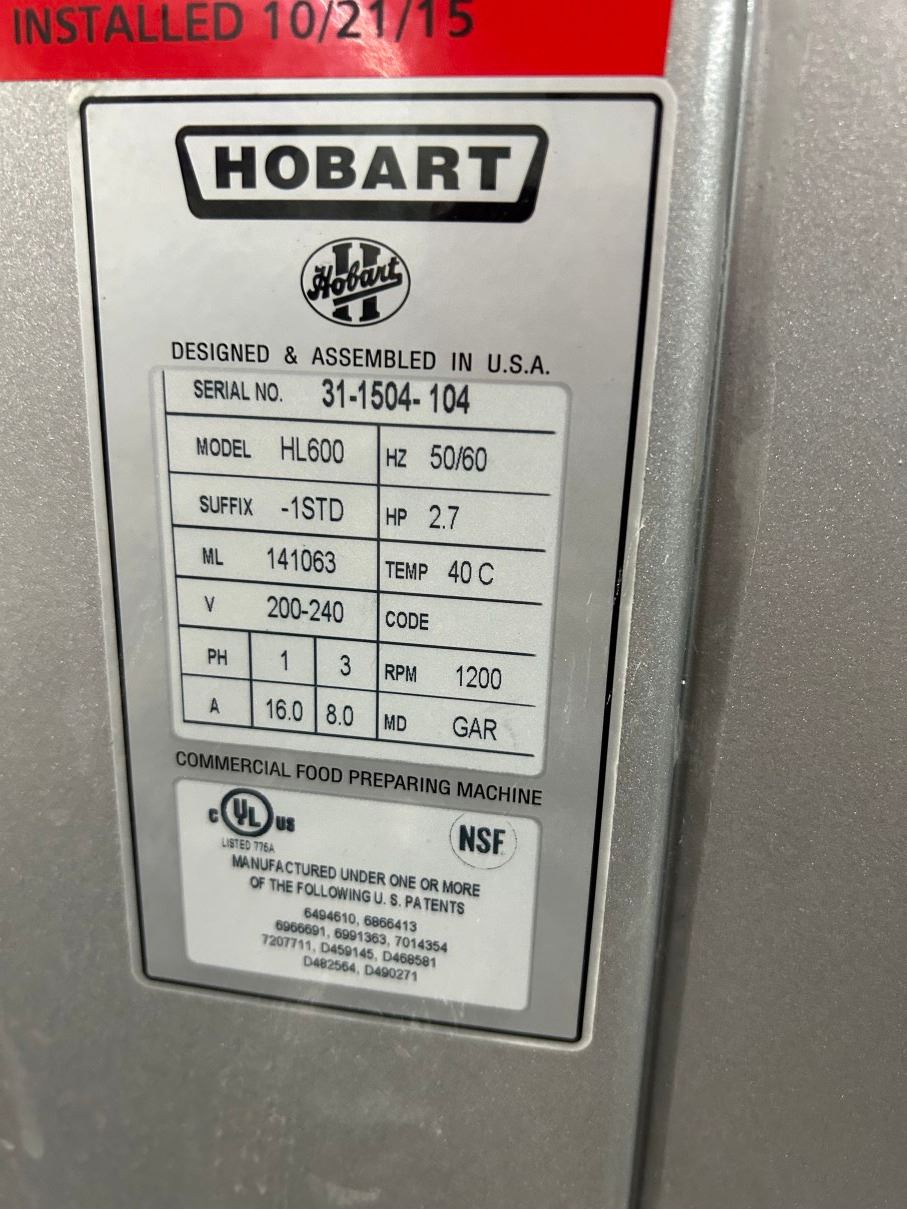 INSTALLED 10/21/15
HOBART
H
Hobart
DESIGNED & ASSEMBLED IN U.S.A.
SERIAL NO. 31-1504-104
MODEL HL600 HZ 50/60
SUFFIX -1STD HP 2.7
ML 141063 TEMP 40 C
V 200-240 CODE
PH 1 3 RPM 1200
A 16.0 8.0 MD GAR
COMMERCIAL FOOD PREPARING MACHINE
C UL US NSF
LISTED 776A
MANUFACTURED UNDER ONE OR MORE
OF THE FOLLOWING U. S. PATENTS
6494610, 6866413
6966691, 6991363, 7014354
7207711, D459145, D468581
D482564, D490271